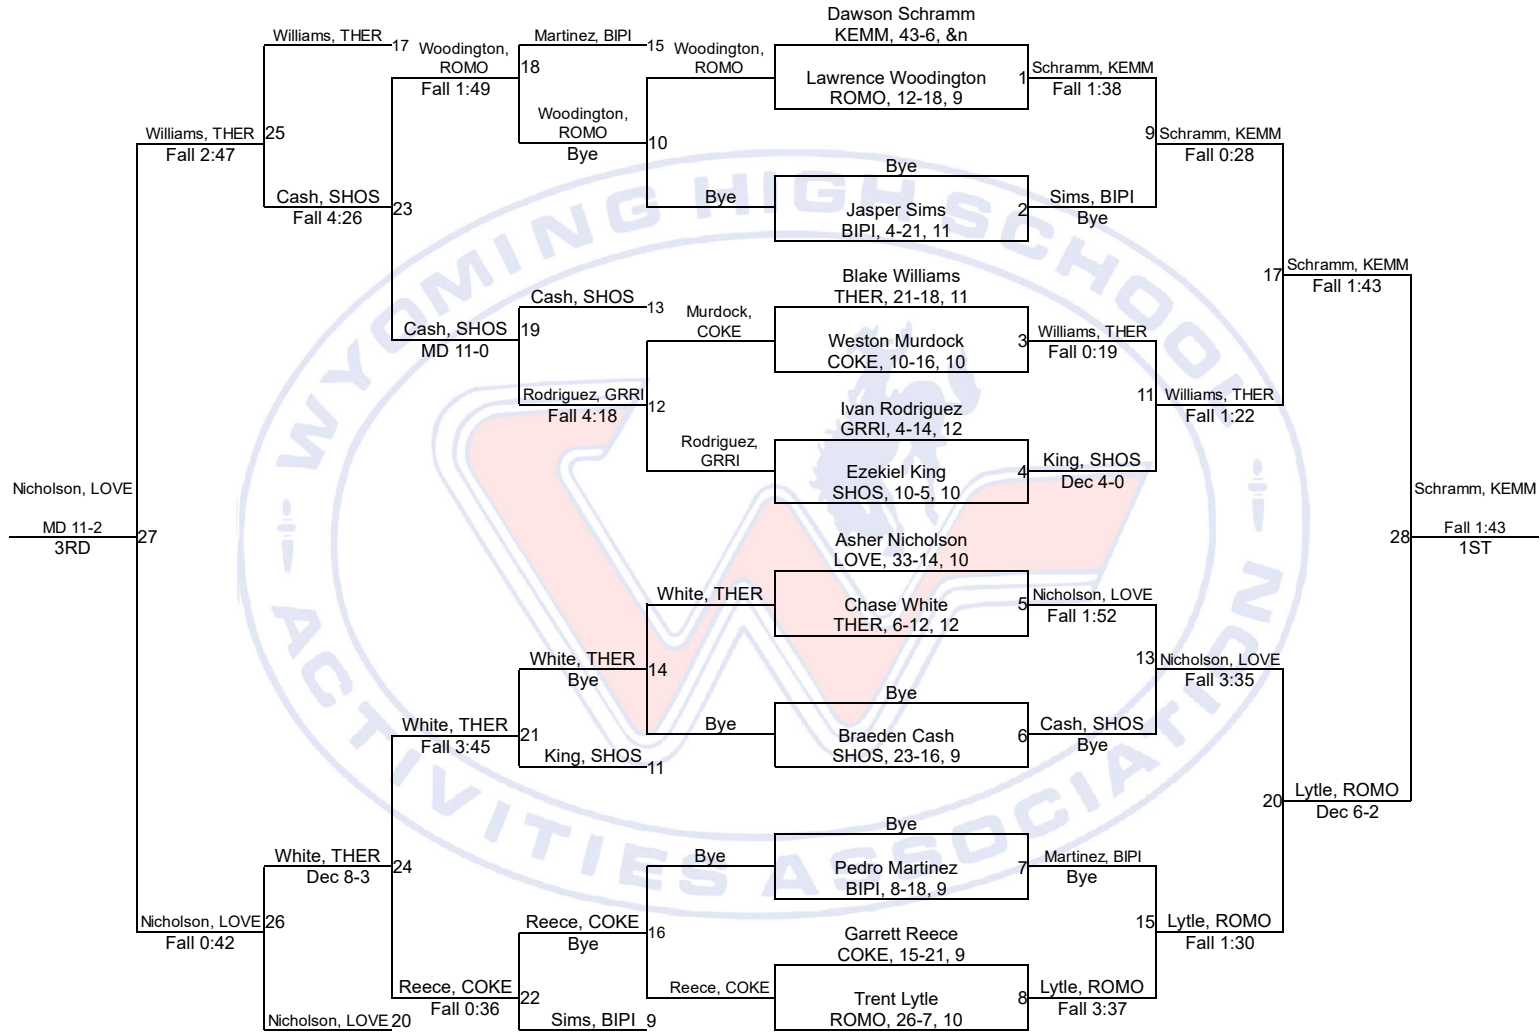 Dawson Schramm
KEMM, 43-6, &n
Williams, THER
17
Woodington,
ROMO
Fall 1:49
18
Martinez, BIPI
15
Woodington,
ROMO
Lawrence Woodington
ROMO, 12-18, 9
1
Schramm, KEMM
Fall 1:38
Woodington,
ROMO
Bye
10
Williams, THER
Fall 2:47
25
9
Schramm, KEMM
Fall 0:28
Bye
Cash, SHOS
Fall 4:26
23
Bye
Jasper Sims
BIPI, 4-21, 11
2
Sims, BIPI
Bye
WYOMING HIGH SCHOOL
Blake Williams
THER, 21-18, 11
17
Schramm, KEMM
Fall 1:43
Cash, SHOS
13
Murdock,
COKE
Cash, SHOS
MD 11-0
19
Weston Murdock
COKE, 10-16, 10
3
Williams, THER
Fall 0:19
Rodriguez, GRRI
Fall 4:18
12
11
Williams, THER
Fall 1:22
Ivan Rodriguez
GRRI, 4-14, 12
Rodriguez,
GRRI
Ezekiel King
SHOS, 10-5, 10
4
King, SHOS
Dec 4-0
Nicholson, LOVE
MD 11-2
3RD
27
Schramm, KEMM
28
Fall 1:43
1ST
Asher Nicholson
LOVE, 33-14, 10
White, THER
Chase White
THER, 6-12, 12
5
Nicholson, LOVE
Fall 1:52
White, THER
Bye
14
13
Nicholson, LOVE
Fall 3:35
Bye
White, THER
Fall 3:45
21
Bye
Braeden Cash
SHOS, 23-16, 9
6
Cash, SHOS
Bye
King, SHOS
11
20
Lytle, ROMO
Dec 6-2
Bye
White, THER
Dec 8-3
24
Bye
Pedro Martinez
BIPI, 8-18, 9
7
Martinez, BIPI
Bye
ACTIVITIES ASSOCIATION
Nicholson, LOVE
Fall 0:42
26
Reece, COKE
Bye
16
Garrett Reece
COKE, 15-21, 9
15
Lytle, ROMO
Fall 1:30
Reece, COKE
Fall 0:36
22
Reece, COKE
Trent Lytle
ROMO, 26-7, 10
8
Lytle, ROMO
Fall 3:37
Nicholson, LOVE
20
Sims, BIPI
9